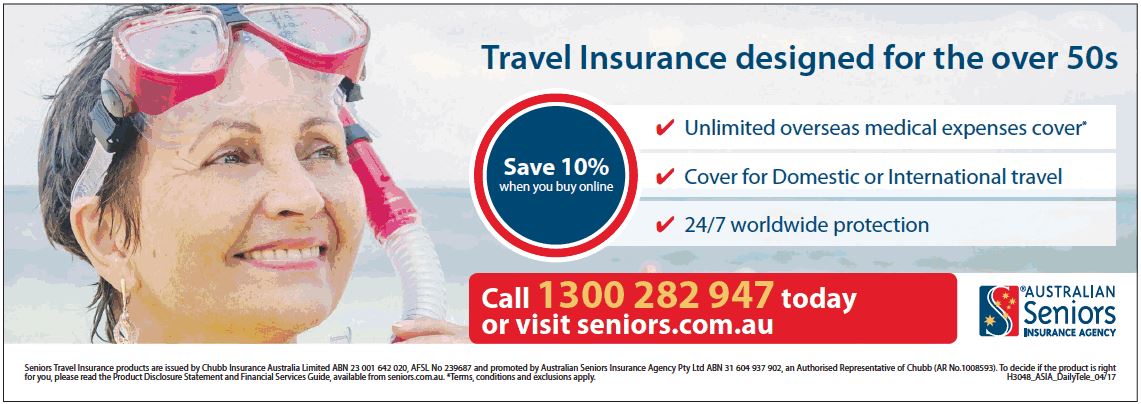 Travel Insurance designed for the over 50s
Save 10%
when you buy online
✔ Unlimited overseas medical expenses cover*
✔ Cover for Domestic or International travel
✔ 24/7 worldwide protection
Call 1300 282 947 today
or visit seniors.com.au
®AUSTRALIAN
Seniors
INSURANCE AGENCY
Seniors Travel Insurance products are issued by Chubb Insurance Australia Limited ABN 23 001 642 020, AFSL No 239687 and promoted by Australian Seniors Insurance Agency Pty Ltd ABN 31 604 937 902, an Authorised Representative of Chubb (AR No.1008593). To decide if the product is right
for you, please read the Product Disclosure Statement and Financial Services Guide, available from seniors.com.au. *Terms, conditions and exclusions apply.
H3048_ASIA_DailyTele_04/17